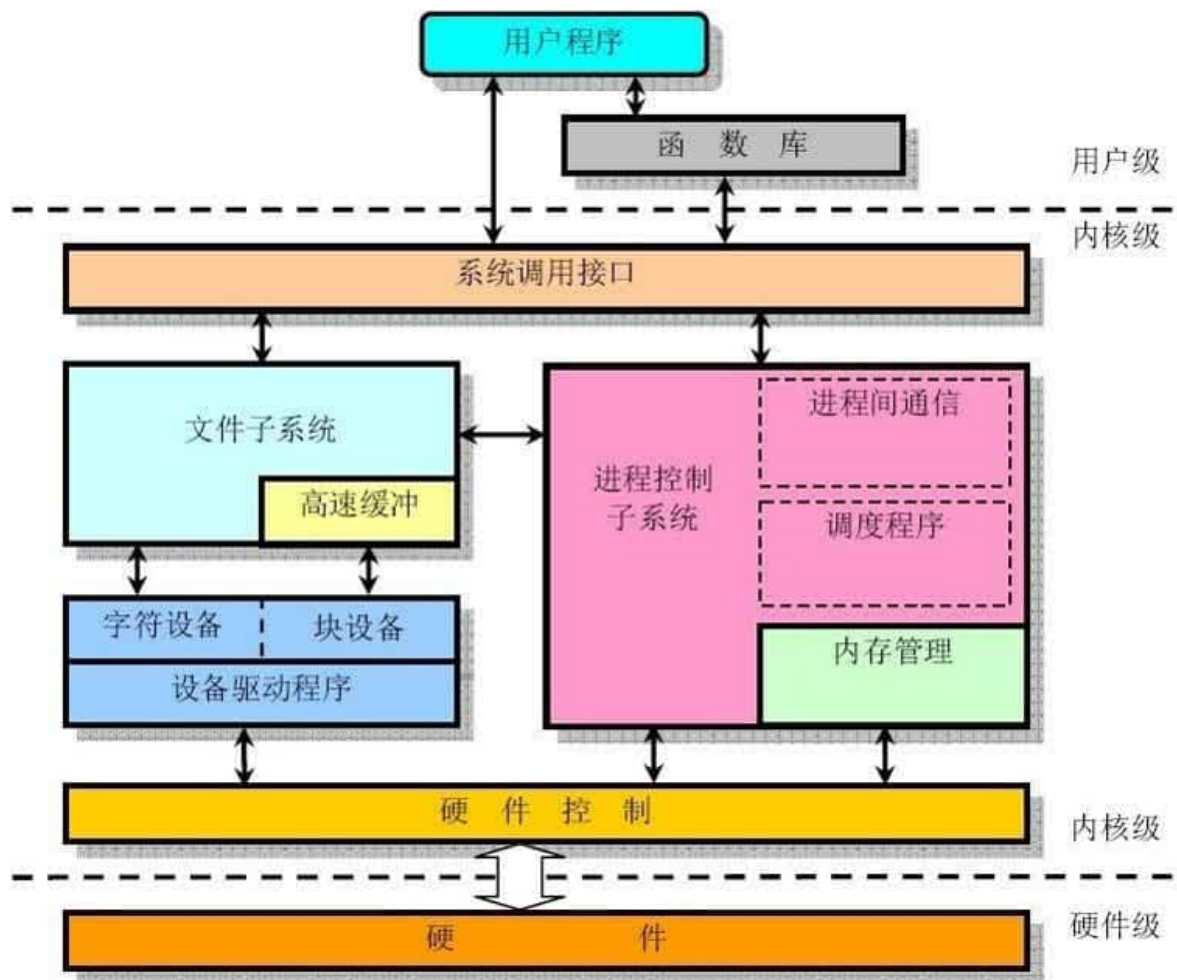 用户程序
函 数 库
用户级
内核级
系统调用接口
文件子系统
高速缓冲
进程控制
子系统
进程间通信
调度程序
内存管理
字符设备
块设备
设备驱动程序
硬 件 控 制
内核级
硬 件
硬件级